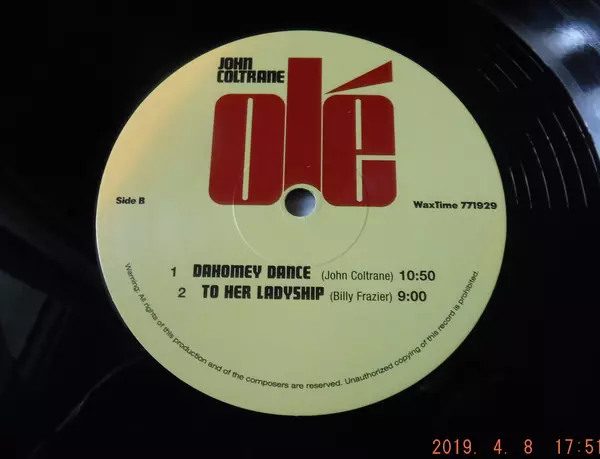 JOHN
COLTRANE
olé
Side B
WaxTime 771929
1 DAHOMEY DANCE (John Coltrane) 10:50
2 TO HER LADYSHIP (Billy Frazier) 9:00
Warning: All rights of this production and of the composers are reserved. Unauthorized copying of this record is prohibited.
2019. 4. 8 17:51